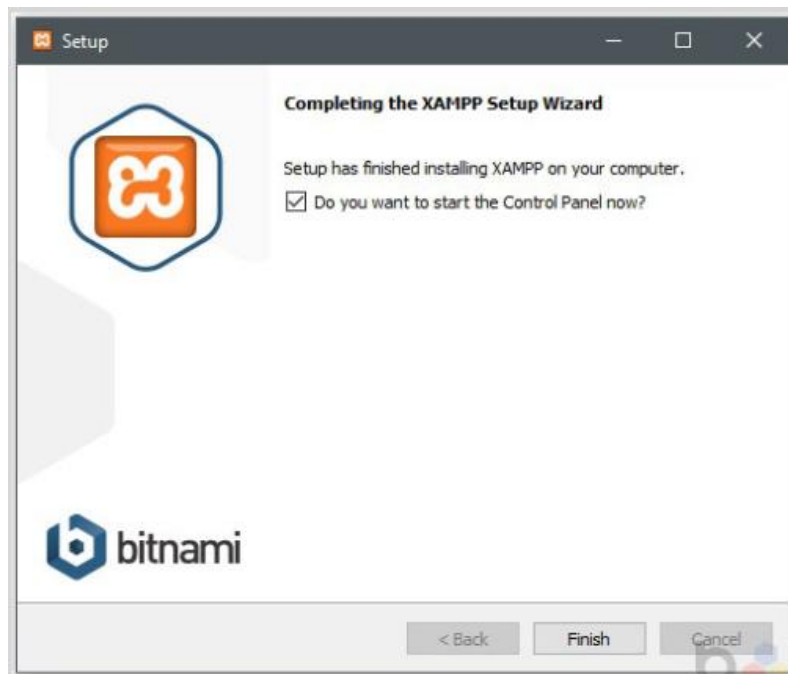 Setup
Completing the XAMPP Setup Wizard
Setup has finished installing XAMPP on your computer.
Do you want to start the Control Panel now?
bitnami
< Back
Finish
Cancel